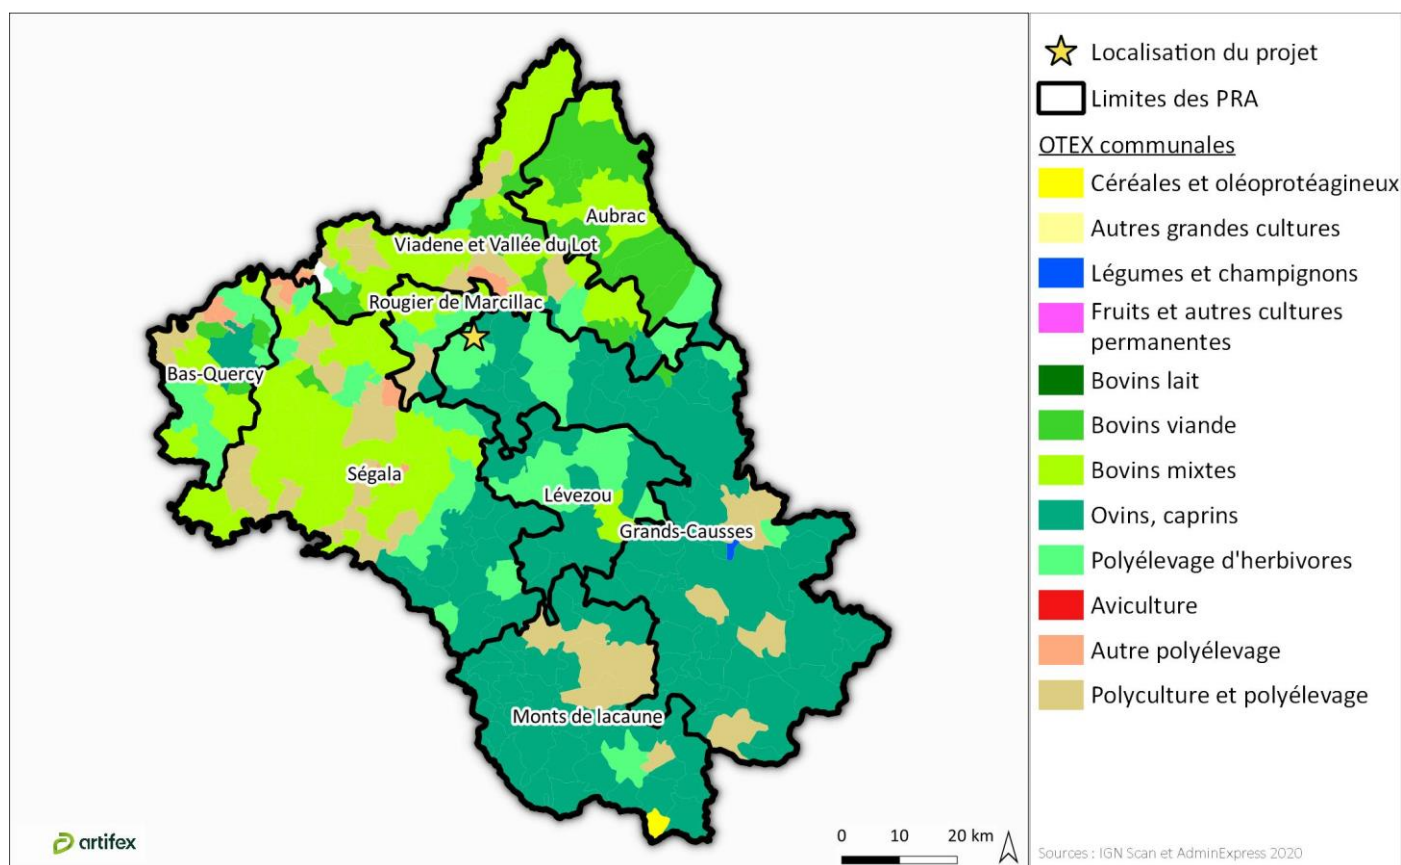 Aubrac
Viadene et Vallée du Lot
Rougier de Marcillac
Bas-Quercy
Ségala
Lévezou
Grands-Causses
Monts de lacaune
artifex
0 10 20 km
Localisation du projet
Limites des PRA
OTEX communales
Céréales et oléoprotéagineux
Autres grandes cultures
Légumes et champignons
Fruits et autres cultures
permanentes
Bovins lait
Bovins viande
Bovins mixtes
Ovins, caprins
Polyélevage d'herbivores
Aviculture
Autre polyélevage
Polyculture et polyélevage
Sources : IGN Scan et AdminExpress 2020